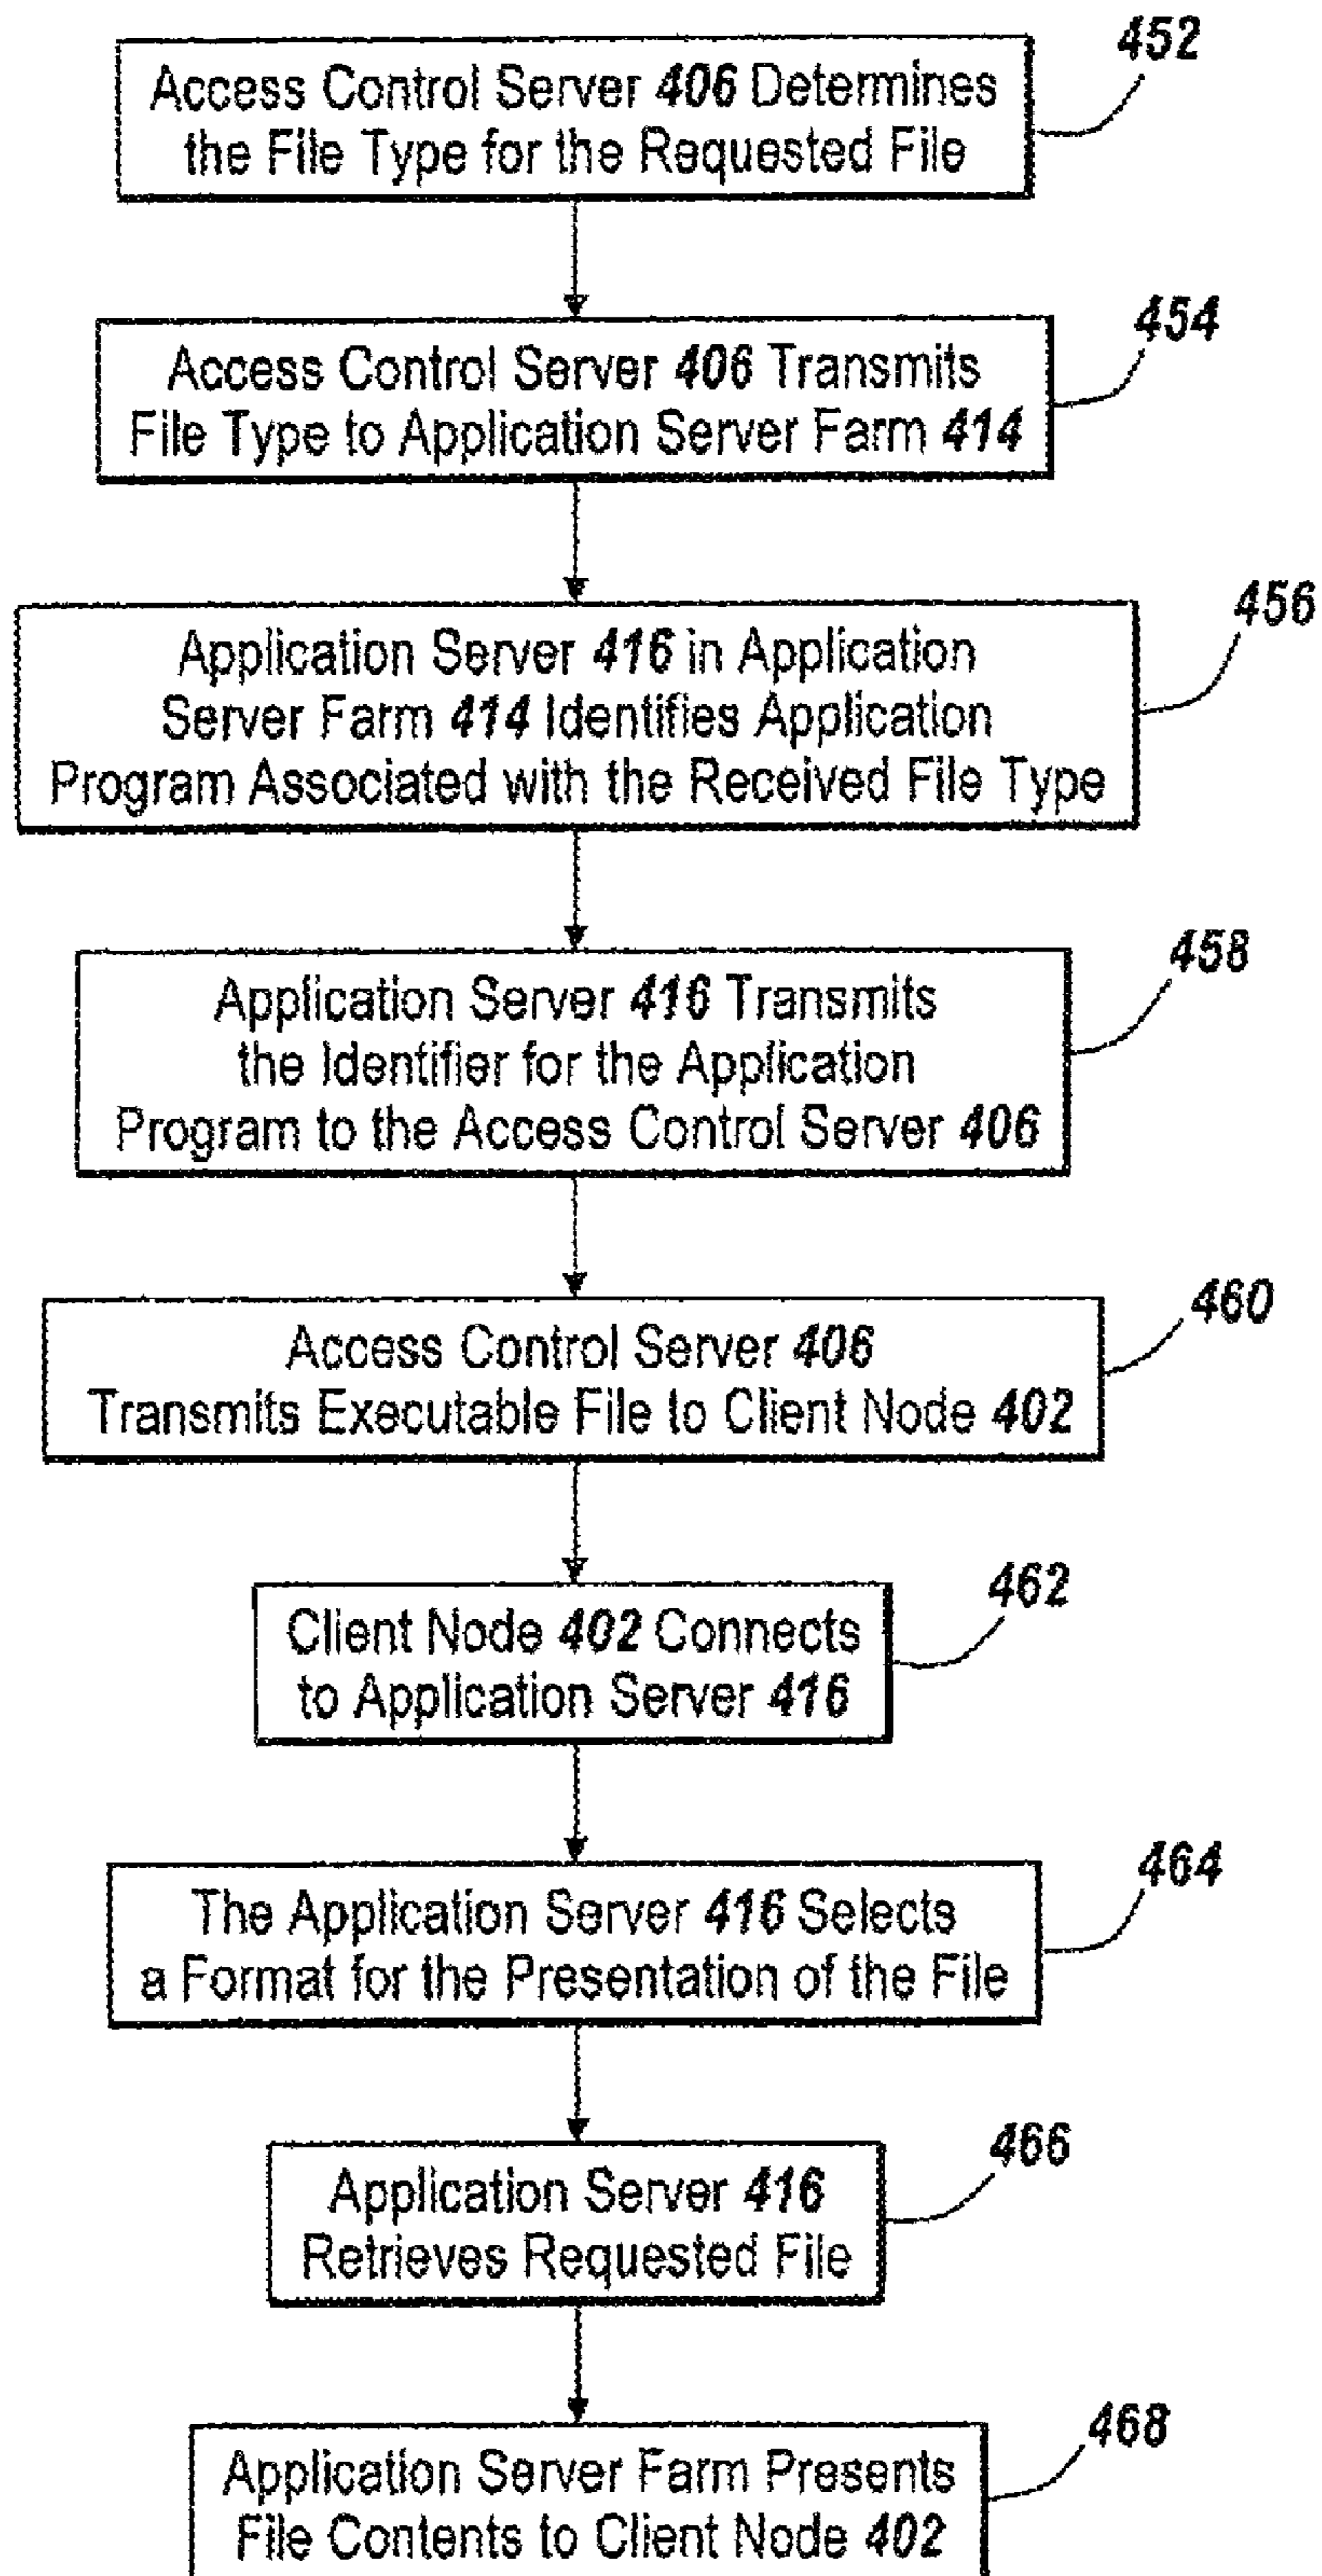 452
Access Control Server 406 Determines
the File Type for the Requested File
454
Access Control Server 406 Transmits
File Type to Application Server Farm 414
456
Application Server 416 in Application
Server Farm 414 Identifies Application
Program Associated with the Received File Type
458
Application Server 416 Transmits
the Identifier for the Application
Program to the Access Control Server 406
460
Access Control Server 406
Transmits Executable File to Client Node 402
462
Client Node 402 Connects
to Application Server 416
464
The Application Server 416 Selects
a Format for the Presentation of the File
466
Application Server 416
Retrieves Requested File
468
Application Server Farm Presents
File Contents to Client Node 402